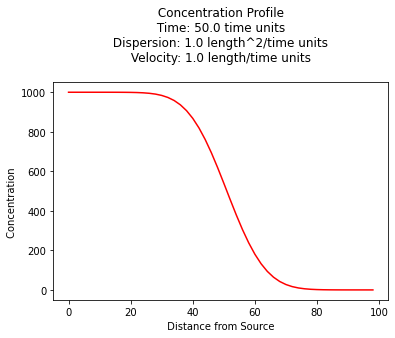 Concentration Profile
Time: 50.0 time units
Dispersion: 1.0 length^2/time units
Velocity: 1.0 length/time units
1000
800
600
400
200
0
Concentration
0 20 40 60 80 100
Distance from Source